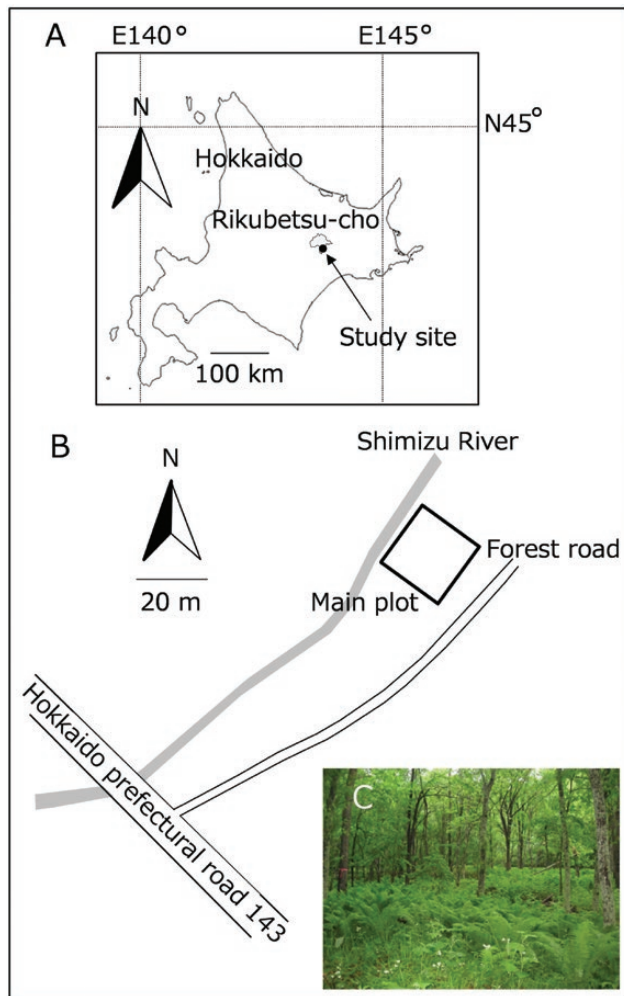 A
E140° E145°
N
N45°
Hokkaido
Rikubetsu-cho
Study site
100 km
B
Shimizu River
N
Forest road
20 m
Main plot
Hokkaido prefectural road 143
C